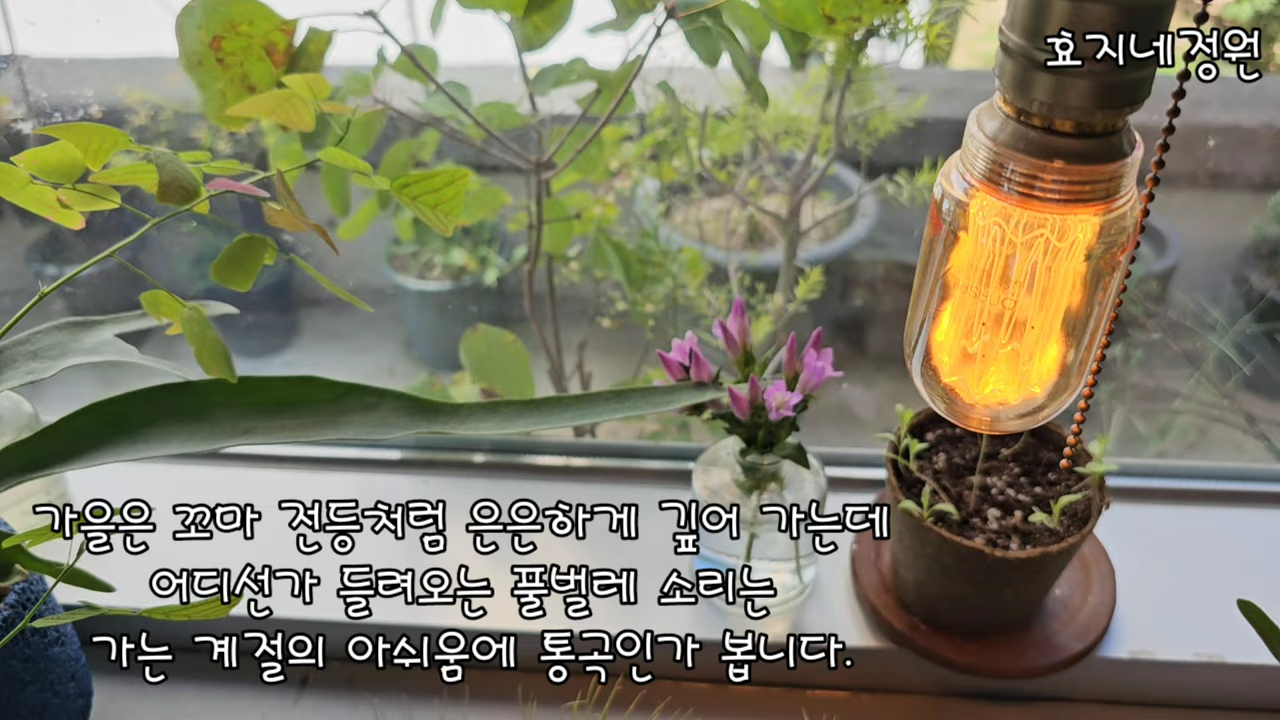 효지네정원
가을은 꼬마 전등처럼 은은하게 깊어 가는데
어디선가 들려오는 풀벌레 소리는
가는 계절의 아쉬움에 통곡인가 봅니다.